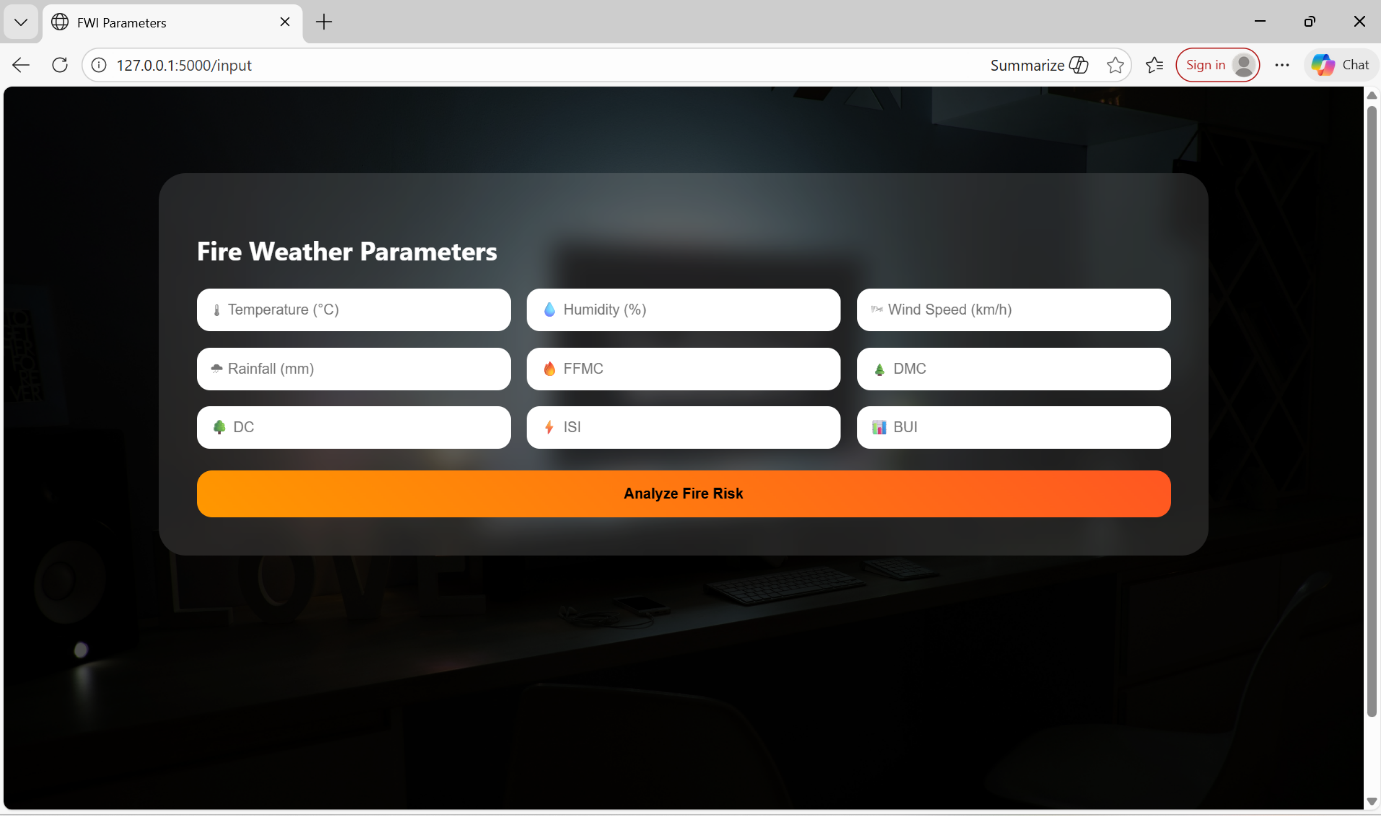 FWI Parameters
127.0.0.1:5000/input
Summarize
Sign in
Chat
Fire Weather Parameters
Temperature (°C)
Humidity (%)
Wind Speed (km/h)
Rainfall (mm)
FFMC
DMC
DC
ISI
BUI
Analyze Fire Risk
LOVE